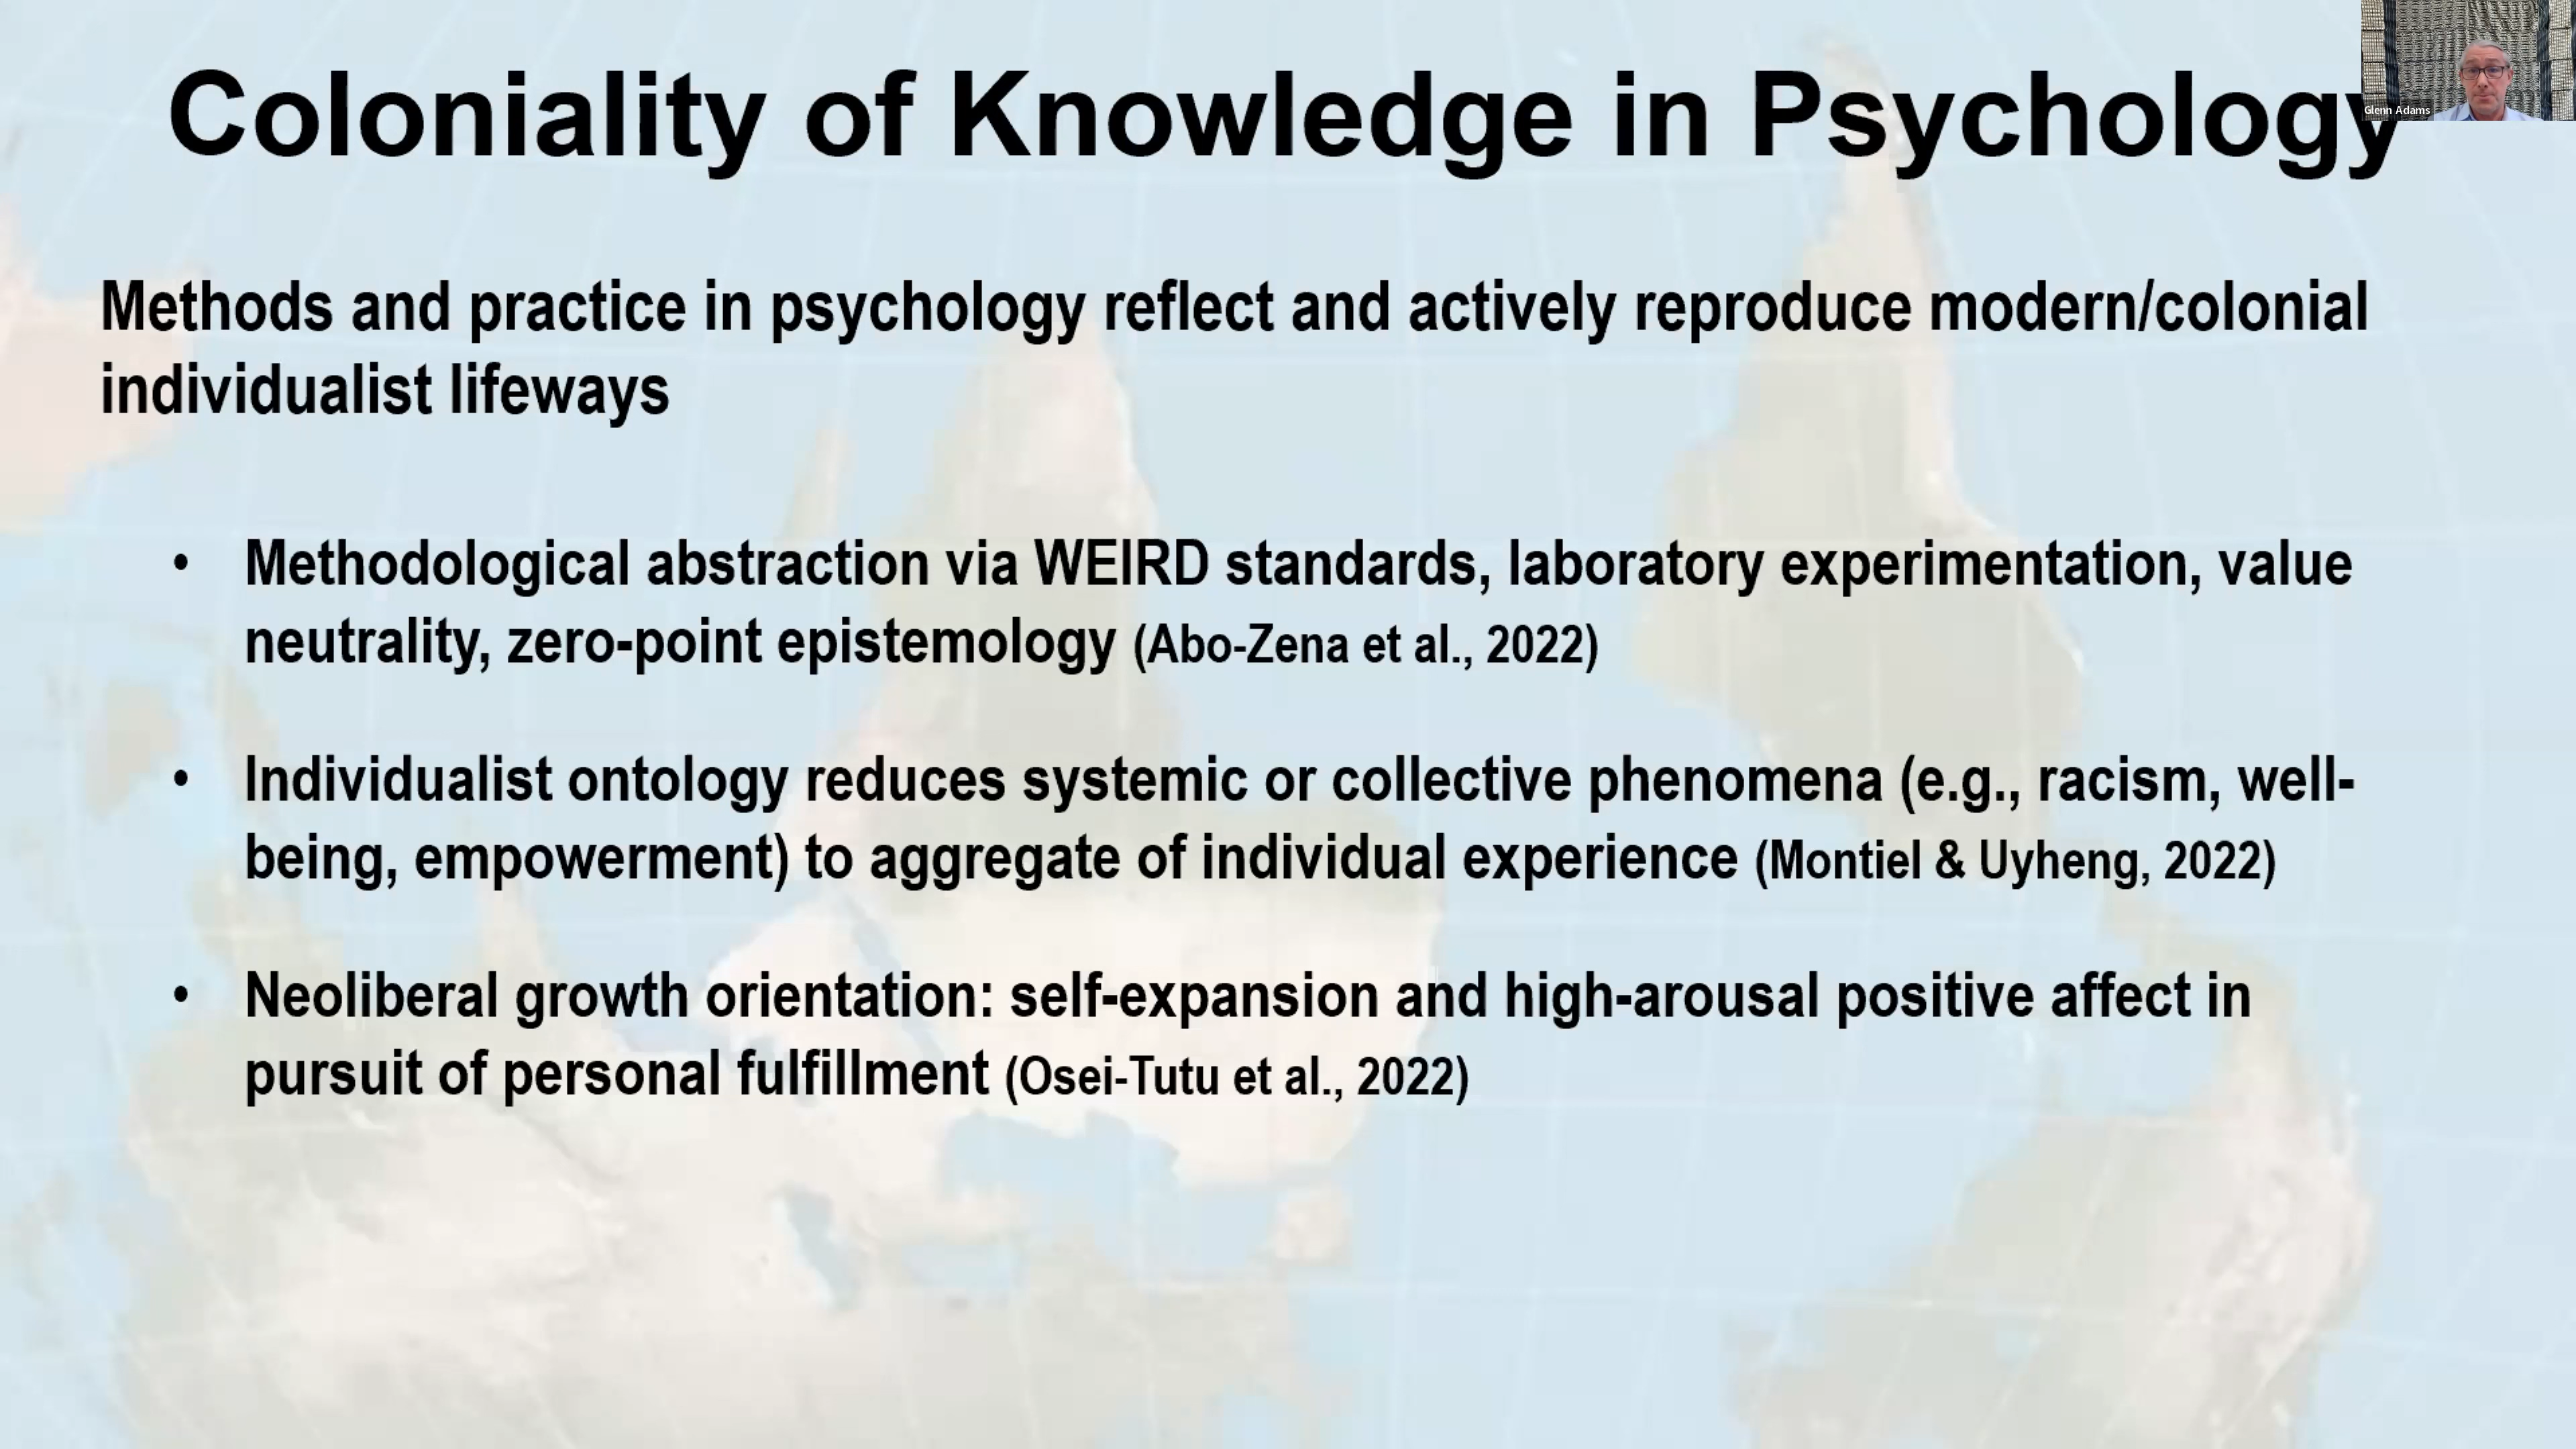 Coloniality of Knowledge in Psychology
Glenn Adams
Methods and practice in psychology reflect and actively reproduce modern/colonial
individualist lifeways
• Methodological abstraction via WEIRD standards, laboratory experimentation, value
neutrality, zero-point epistemology (Abo-Zena et al., 2022)
• Individualist ontology reduces systemic or collective phenomena (e.g., racism, well-
being, empowerment) to aggregate of individual experience (Montiel & Uyheng, 2022)
• Neoliberal growth orientation: self-expansion and high-arousal positive affect in
pursuit of personal fulfillment (Osei-Tutu et al., 2022)